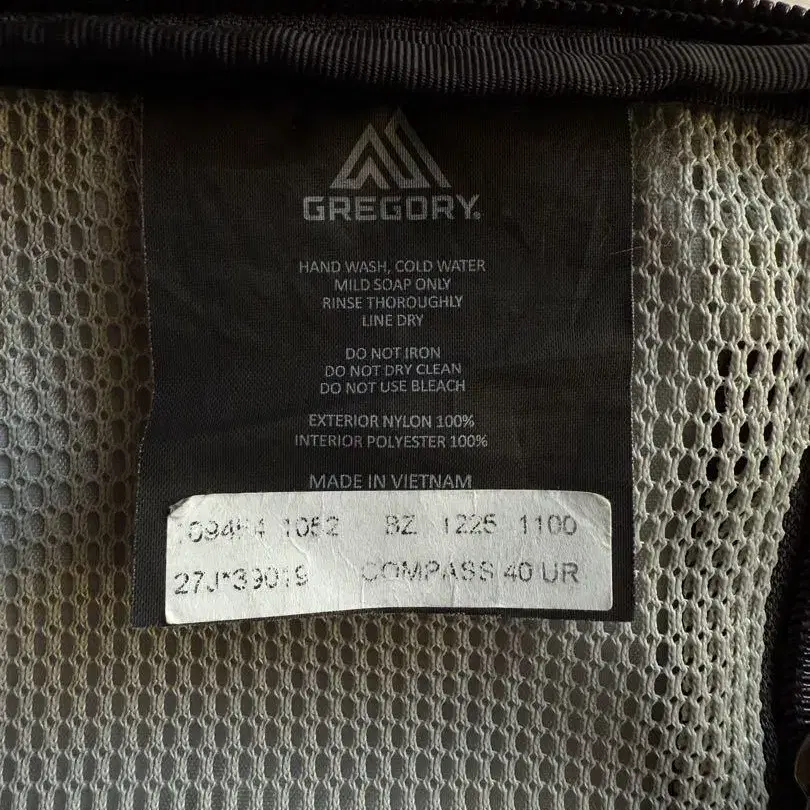 GREGORY.
HAND WASH, COLD WATER
MILD SOAP ONLY
RINSE THOROUGHLY
LINE DRY
DO NOT IRON
DO NOT DRY CLEAN
DO NOT USE BLEACH
EXTERIOR NYLON 100%
INTERIOR POLYESTER 100%
MADE IN VIETNAM
1052 BZ 1225 1100
27J*39019 COMPASS 40 UR